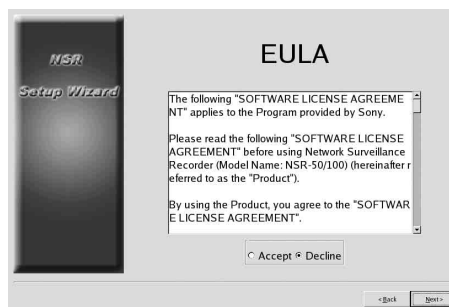 NSR
Setup Wizard
EULA
The following "SOFTWARE LICENSE AGREEME
NT" applies to the Program provided by Sony.
Please read the following "SOFTWARE LICENSE
AGREEMENT" before using Network Surveillance
Recorder (Model Name: NSR-50/100) (hereinafter r
eferred to as the "Product").
By using the Product, you agree to the "SOFTWAR
E LICENSE AGREEMENT".
Accept Decline
<Back Next>